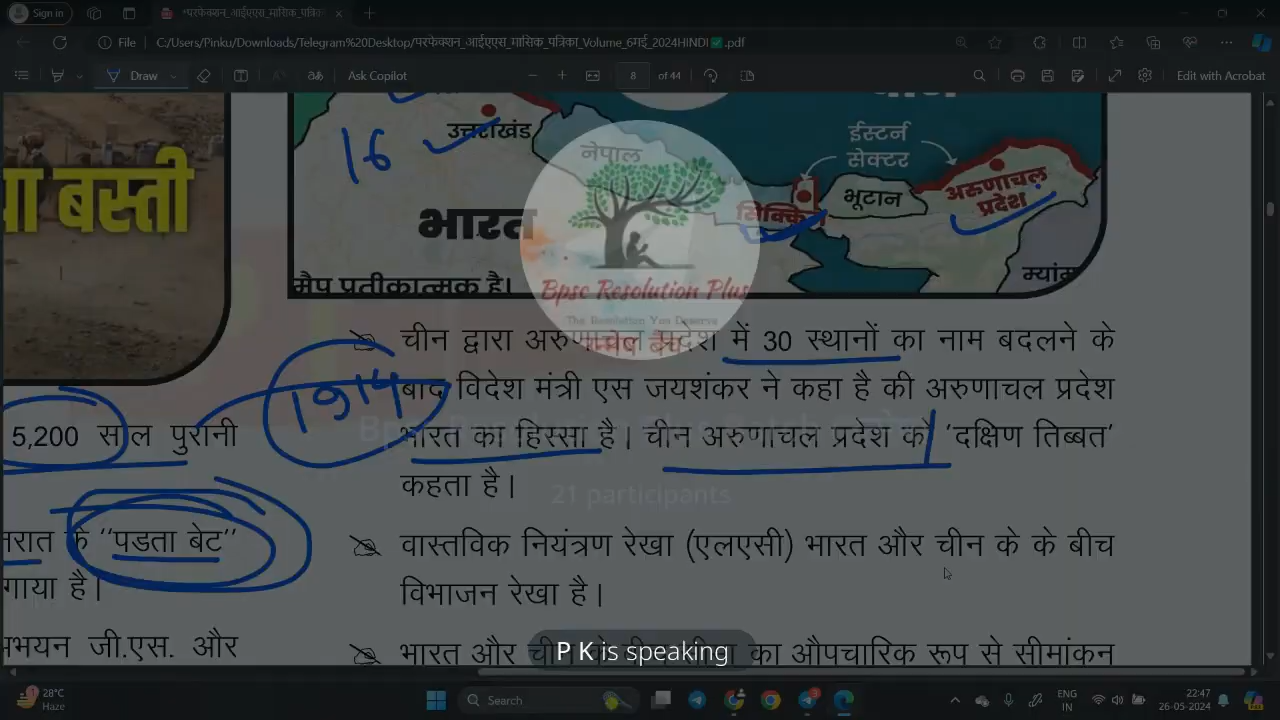 Sign in
*परफेक्शन_आईएएस_मासिक_पत्रिका
File C:/Users/Pinku/Downloads/Telegram%20Desktop/परफेक्शन_आईएएस_मासिक_पत्रिका_Volume_6मई_2024HINDI✅.pdf
Draw
Ask Copilot
8 of 44
Edit with Acrobat
उत्तराखंड
16
नेपाल
ईस्टर्न
सेक्टर
भूटान
अरुणाचल
प्रदेश
सिक्किम
भारत
म्यांम
मैप प्रतीकात्मक है।
बस्ती
Bpsc Resolution Plus
The Resolution You Deserve
चीन द्वारा अरुणाचल प्रदेश में 30 स्थानों का नाम बदलने के
बाद विदेश मंत्री एस जयशंकर ने कहा है की अरुणाचल प्रदेश
भारत का हिस्सा है। चीन अरुणाचल प्रदेश को 'दक्षिण तिब्बत'
कहता है।
1914
5,200 साल पुरानी
21 participants
के "पडता बेट"
वास्तविक नियंत्रण रेखा (एलएसी) भारत और चीन के के बीच
विभाजन रेखा है।
जी.एस. और
P K is speaking
भारत और चीन का औपचारिक रूप से सीमांकन
28°C
Haze
Search
3
ENG
IN
22:47
26-05-2024